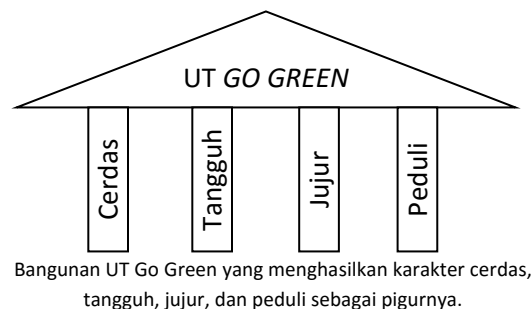 UT GO GREEN
Cerdas
Tangguh
Jujur
Peduli
Bangunan UT Go Green yang menghasilkan karakter cerdas,
tangguh, jujur, dan peduli sebagai pigurnya.